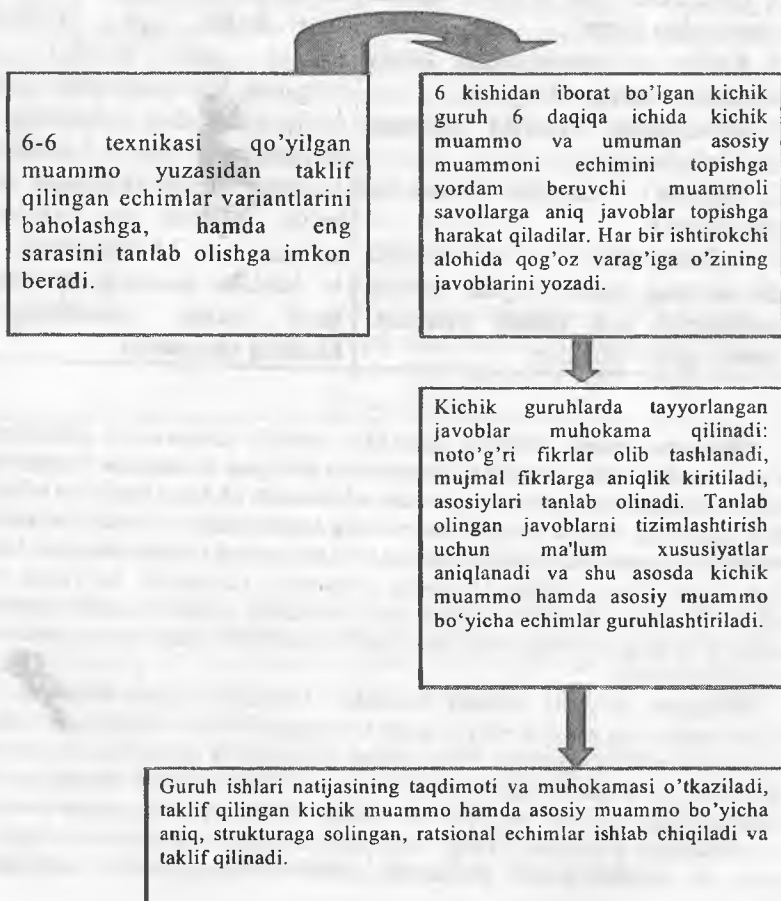 6-6 texnikasi qo'yilgan
muammo yuzasidan taklif
qilingan echimlar variantlarini
baholashga, hamda eng
sarasini tanlab olishga imkon
beradi.
6 kishidan iborat bo'lgan kichik
guruh 6 daqiqa ichida kichik
muammo va umuman asosiy
muammoni echimini topishga
yordam beruvchi muammoli
savollarga aniq javoblar topishga
harakat qiladilar. Har bir ishtirokchi
alohida qog'oz varag'iga o'zining
javoblarini yozadi.
Kichik guruhlarda tayyorlangan
javoblar muhokama qilinadi:
noto'g'ri fikrlar olib tashlanadi,
mujmal fikrlarga aniqlik kiritiladi,
asosiylari tanlab olinadi. Tanlab
olingan javoblarni tizimlashtirish
uchun ma'lum xususiyatlar
aniqlanadi va shu asosda kichik
muammo hamda asosiy muammo
bo‘yicha echimlar guruhlashtiriladi.
Guruh ishlari natijasining taqdimoti va muhokamasi o'tkaziladi,
taklif qilingan kichik muammo hamda asosiy muammo bo'yicha
aniq, strukturaga solingan, ratsional echimlar ishlab chiqiladi va
taklif qilinadi.